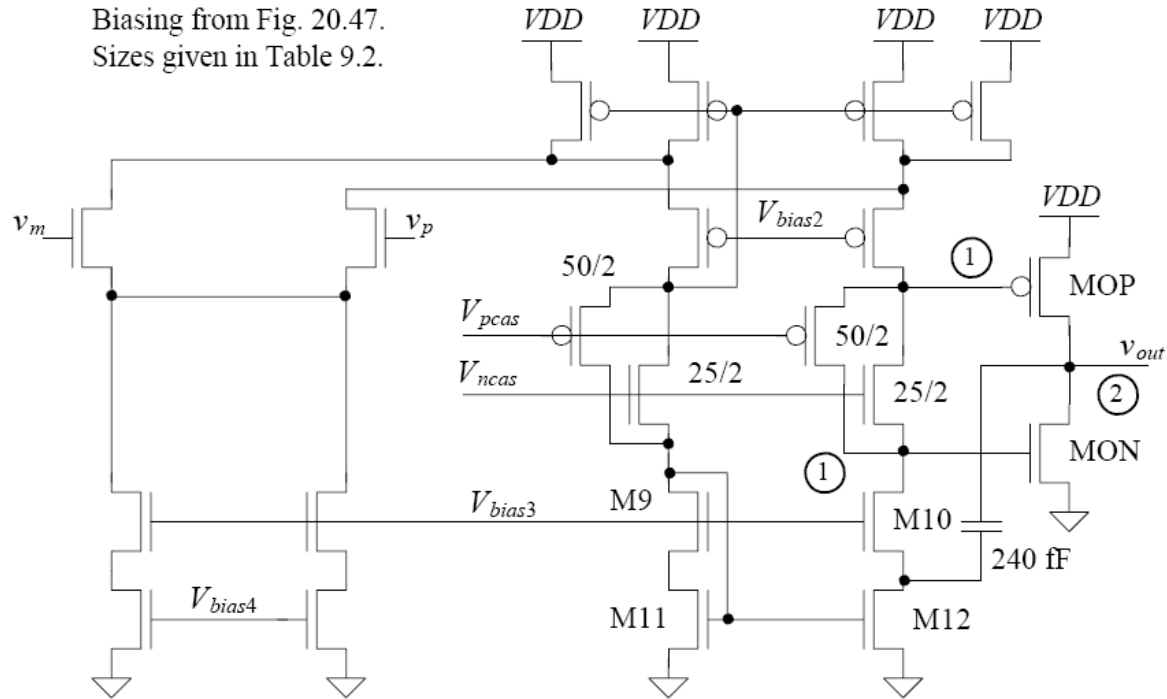 Biasing from Fig. 20.47.
Sizes given in Table 9.2.
VDD
VDD
VDD
VDD
v_m
v_p
V_bias2
VDD
1
MOP
50/2
V_pcas
50/2
v_out
V_ncas
25/2
25/2
2
MON
1
V_bias3
M9
M10
240 fF
V_bias4
M11
M12